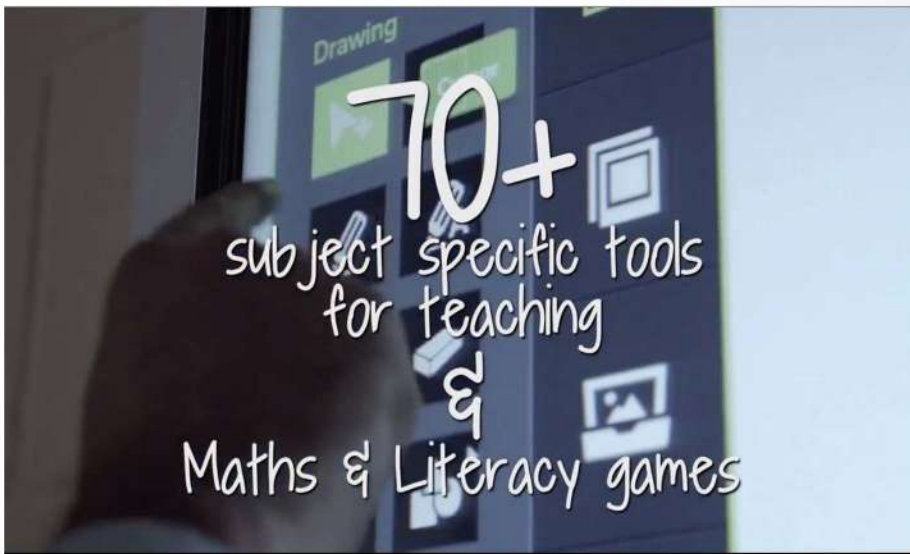 Drawing
70+
subject specific tools
for teaching
&
Maths & Literacy games